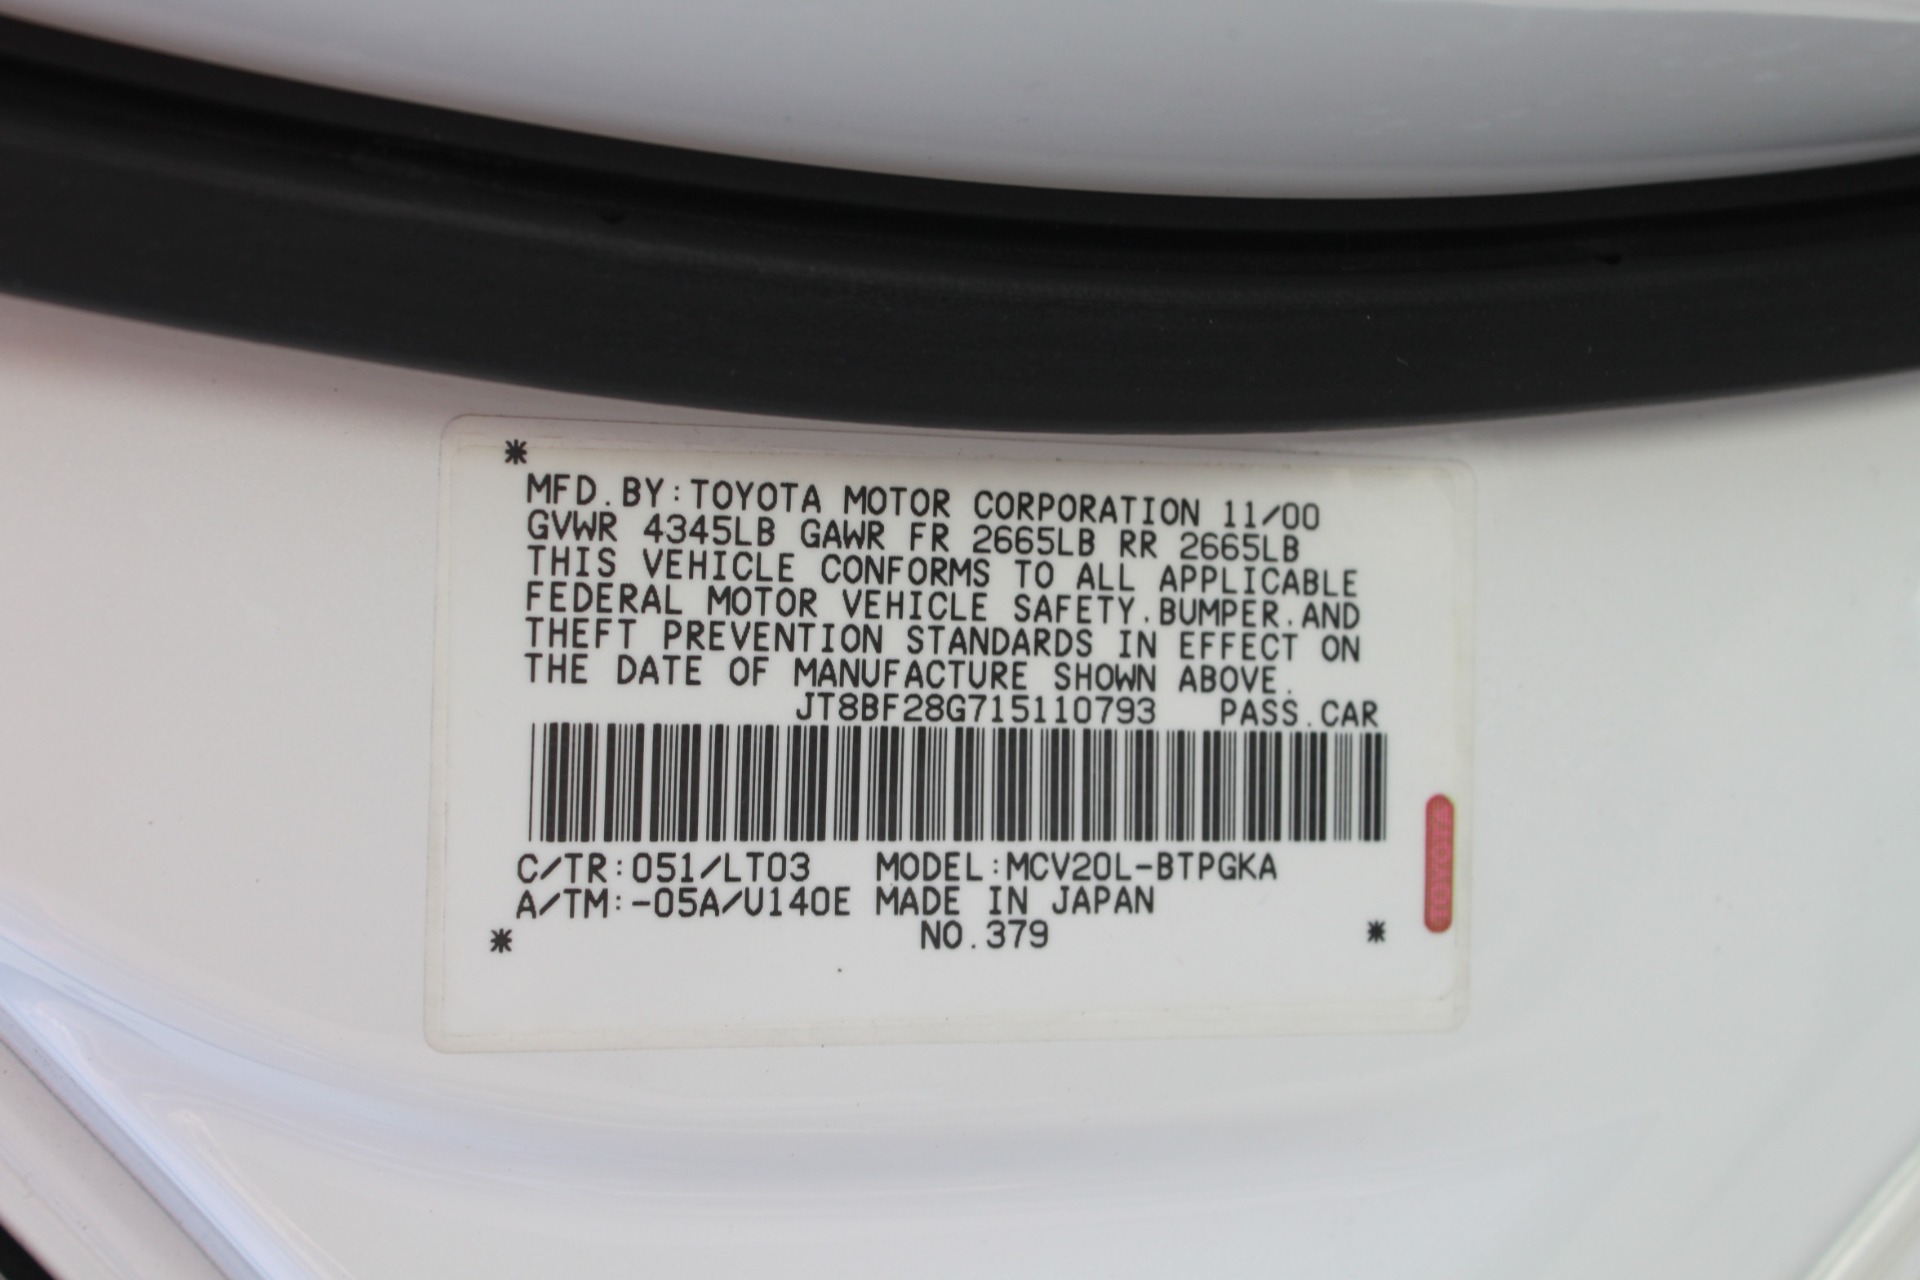 *
MFD. BY: TOYOTA MOTOR CORPORATION 11/00
GVWR 4345LB GAWR FR 2665LB RR 2665LB
THIS VEHICLE CONFORMS TO ALL APPLICABLE
FEDERAL MOTOR VEHICLE SAFETY. BUMPER. AND
THEFT PREVENTION STANDARDS IN EFFECT ON
THE DATE OF MANUFACTURE SHOWN ABOVE.
JT8BF28G715110793 PASS. CAR
C/TR: 051/LT03 MODEL: MCV20L-BTPGKA
A/TM: -05A/U140E MADE IN JAPAN
* NO. 379 *
TOYOTA